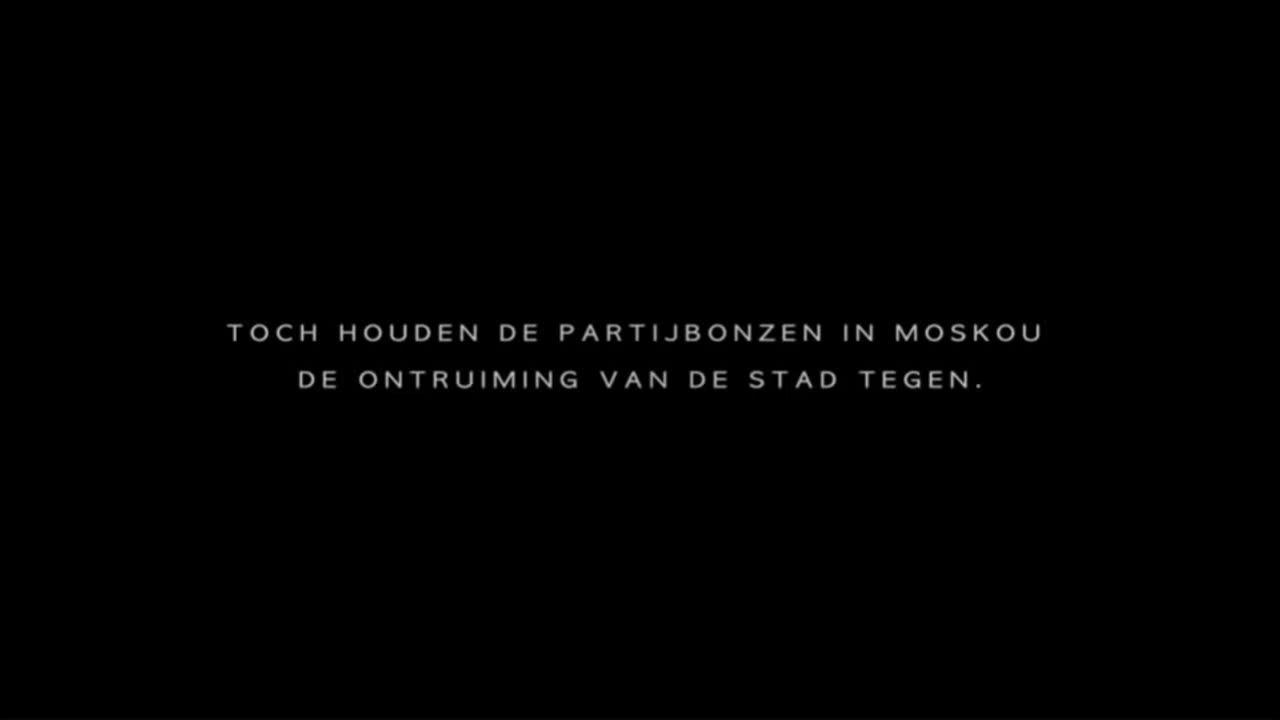 TOCH HOUDEN DE PARTIJBONZEN IN MOSKOU
DE ONTRUIMING VAN DE STAD TEGEN.